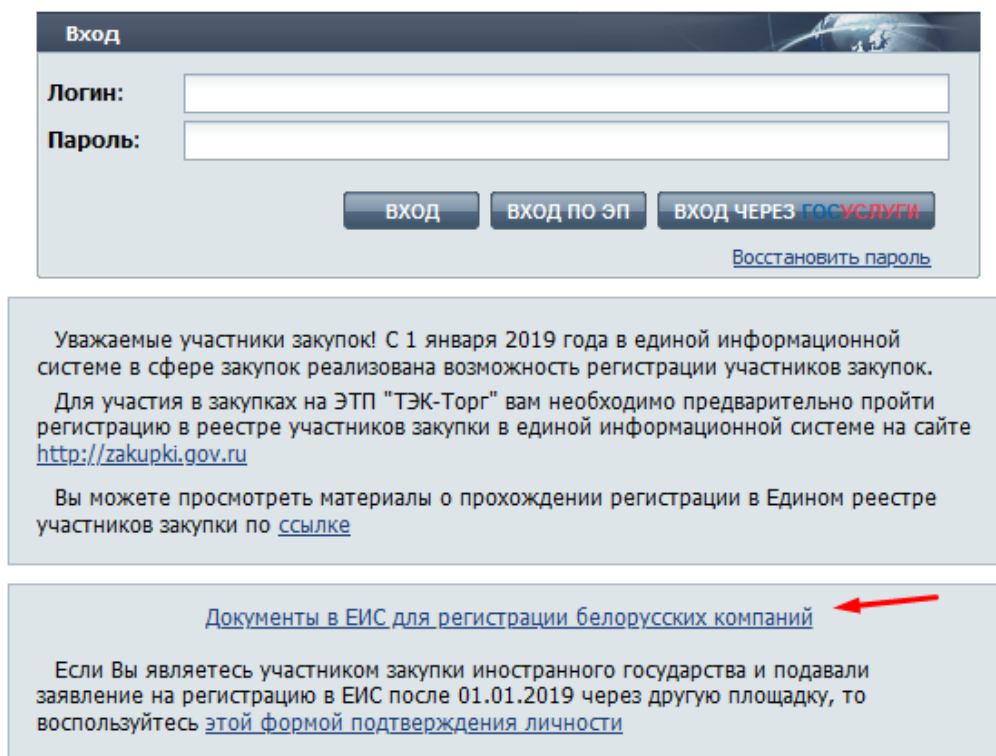 Вход
Логин:
Пароль:
ВХОД
ВХОД ПО ЭП
ВХОД ЧЕРЕЗ ГОСУСЛУГИ
Восстановить пароль
Уважаемые участники закупок! С 1 января 2019 года в единой информационной
системе в сфере закупок реализована возможность регистрации участников закупок.
Для участия в закупках на ЭТП "ТЭК-Торг" вам необходимо предварительно пройти
регистрацию в реестре участников закупки в единой информационной системе на сайте
http://zakupki.gov.ru
Вы можете просмотреть материалы о прохождении регистрации в Едином реестре
участников закупки по ссылке
Документы в ЕИС для регистрации белорусских компаний
Если Вы являетесь участником закупки иностранного государства и подавали
заявление на регистрацию в ЕИС после 01.01.2019 через другую площадку, то
воспользуйтесь этой формой подтверждения личности